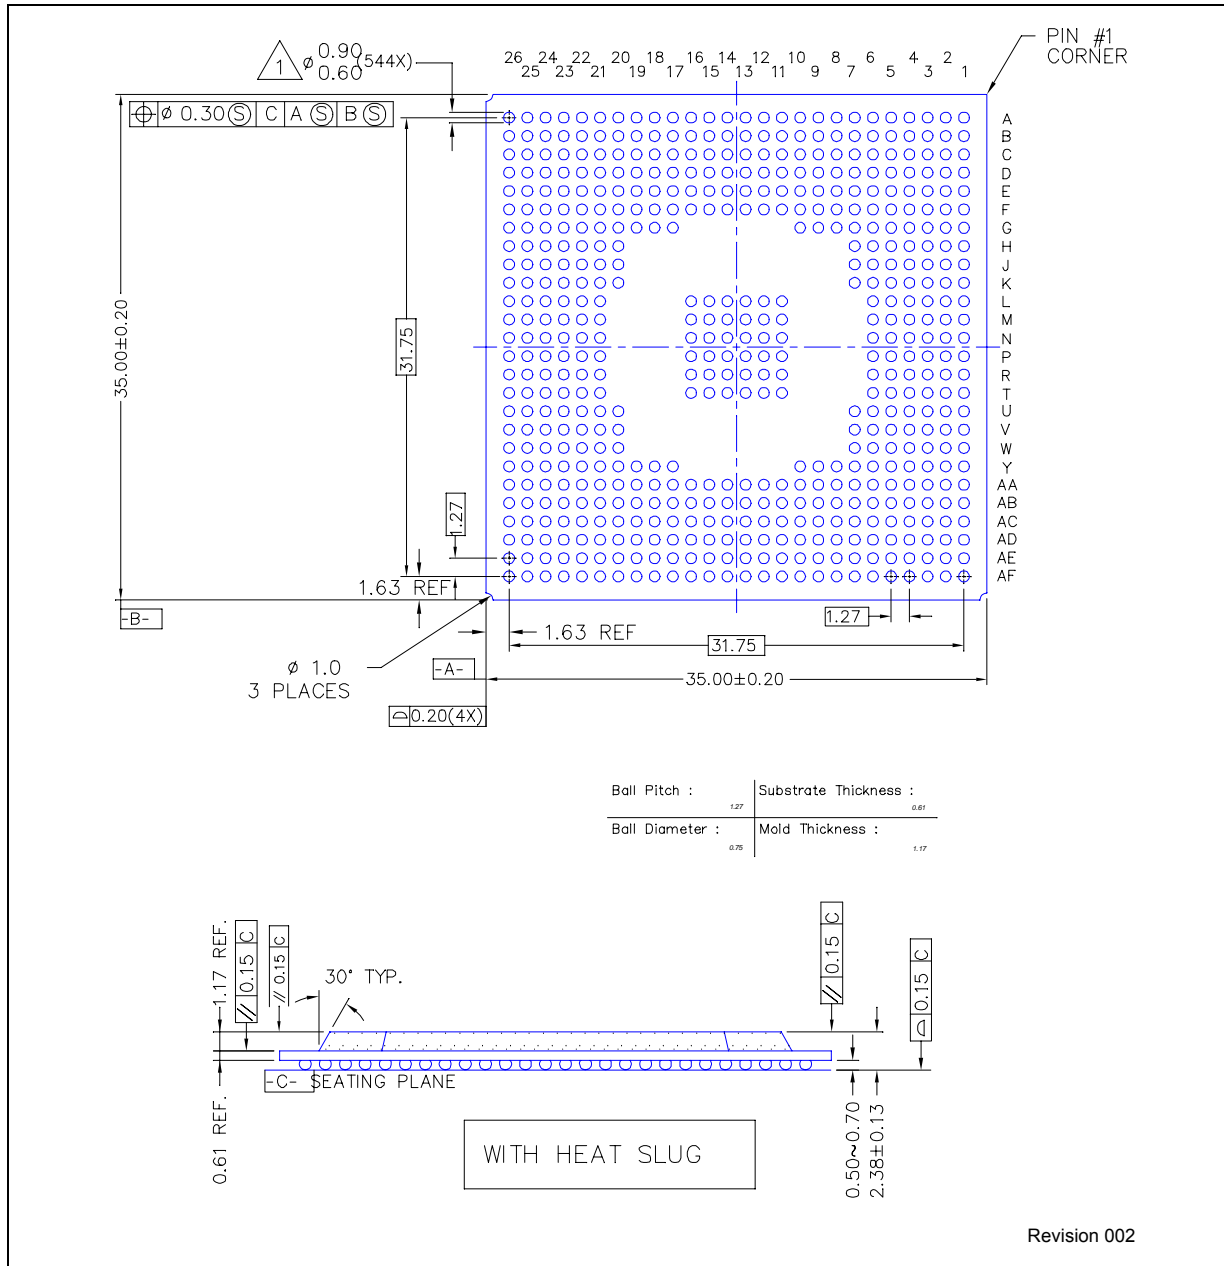 PIN #1
CORNER
1
ø 0.90
0.60 (544X)
26 24 22 20 18 16 14 12 10 8 6 4 2
25 23 21 19 17 15 13 11 9 7 5 3 1
⌖ ø 0.30 Ⓢ C A Ⓢ B Ⓢ
A
B
C
D
E
F
G
H
J
K
L
M
N
P
R
T
U
V
W
Y
AA
AB
AC
AD
AE
AF
35.00±0.20
31.75
1.27
1.63 REF
-B-
1.27
1.63 REF
31.75
-A-
35.00±0.20
ø 1.0
3 PLACES
⌓ 0.20(4X)
Ball Pitch : 1.27
Substrate Thickness : 0.61
Ball Diameter : 0.75
Mold Thickness : 1.17
1.17 REF.
// 0.15 C
// 0.15 C
30° TYP.
// 0.15 C
⌓ 0.15 C
-C- SEATING PLANE
0.61 REF.
0.50~0.70
2.38±0.13
WITH HEAT SLUG
Revision 002